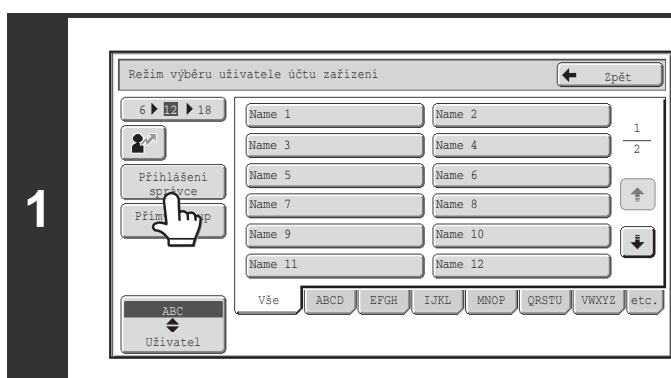 1
Režim výběru uživatele účtu zařízení
Zpět
6 12 18
Přihlášení
správce
Name 1
Name 2
Name 3
Name 4
Name 5
Name 6
Name 7
Name 8
Name 9
Name 10
Name 11
Name 12
1
2
ABC
Uživatel
Vše
ABCD
EFGH
IJKL
MNOP
QRSTU
VWXYZ
etc.